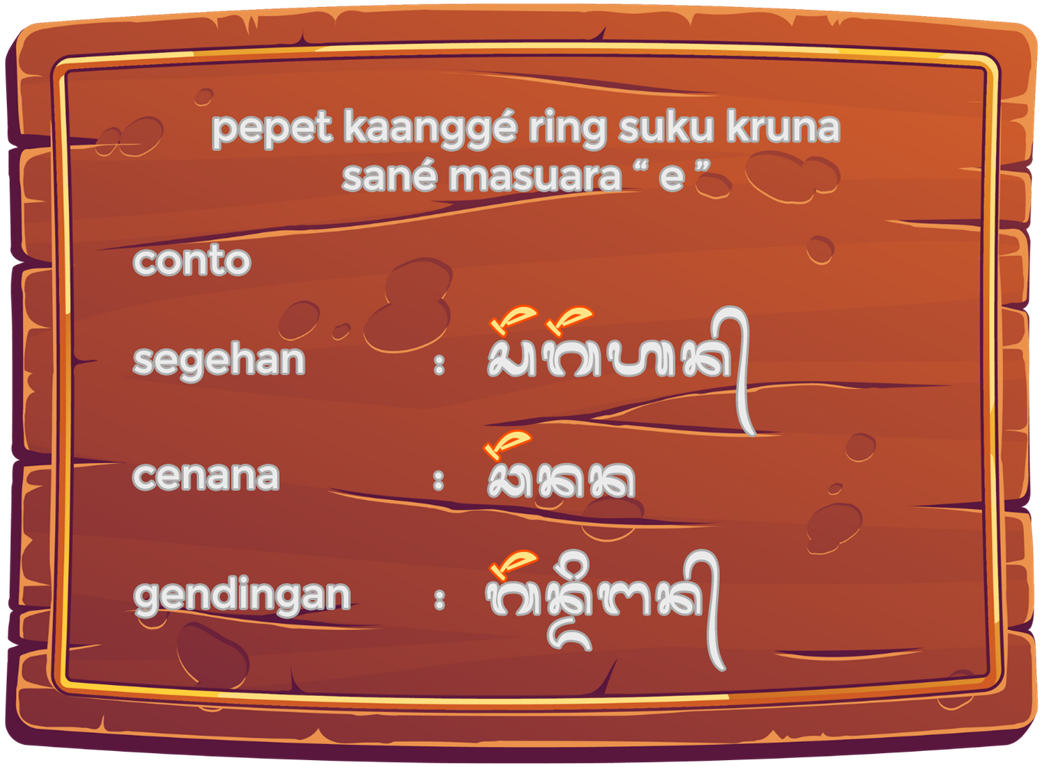 pepet kaanggé ring suku kruna
sané masuara “ e ”
conto
segehan : ᬲᭂᬕᭂᬳᬦ᭄
cenana : ᬘᭂᬦᬦ
gendingan : ᬕᭂᬦ᭄ᬤᬶᬗᬦ᭄